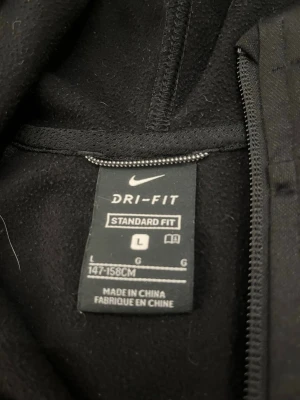 DRI-FIT
STANDARD FIT
L
L G G
147-158CM
MADE IN CHINA
FABRIQUÉ EN CHINE